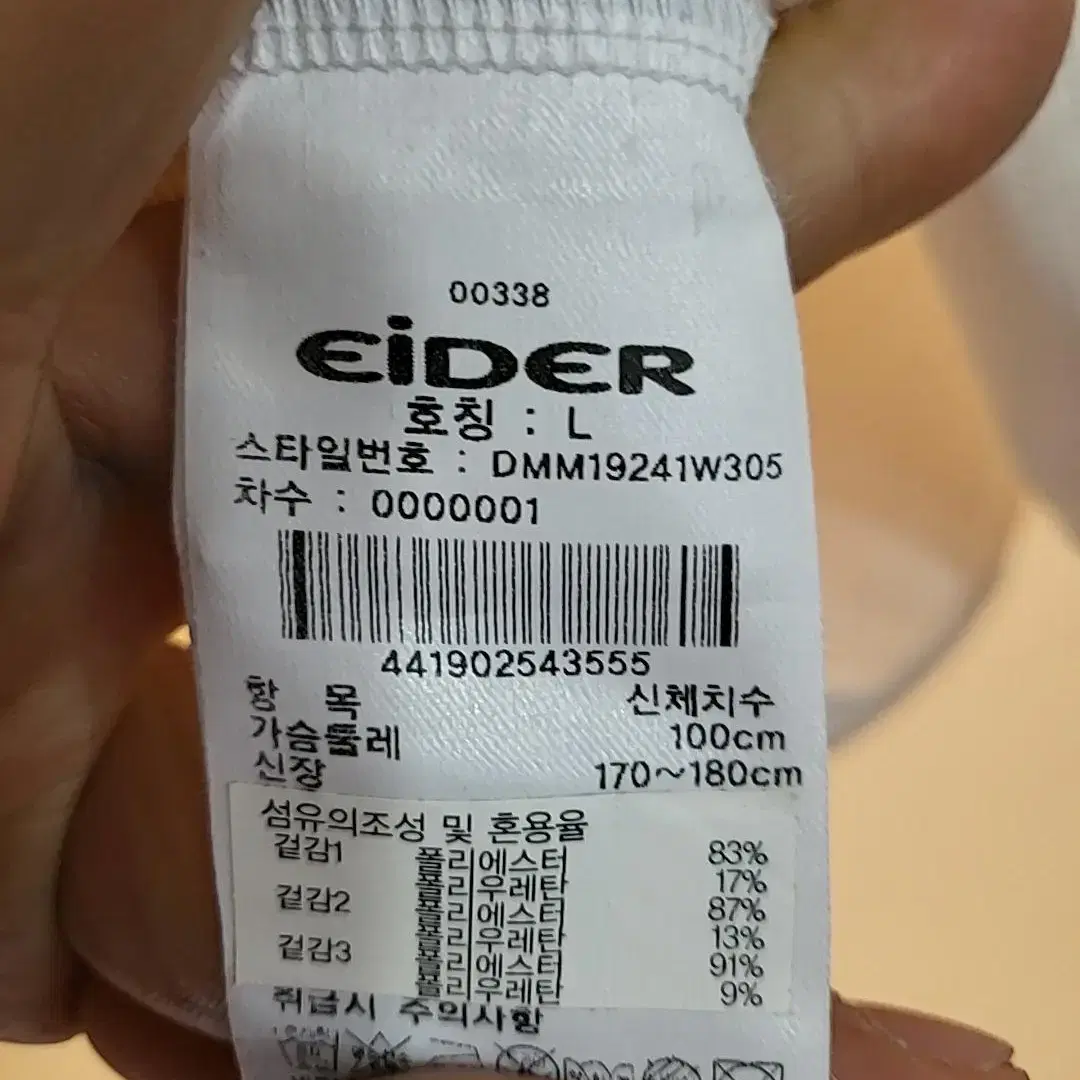 00338
EiDER
호칭 : L
스타일번호 : DMM19241W305
차수 : 0000001
441902543555
항 목 신체치수
가슴둘레 100cm
신장 170~180cm
섬유의조성 및 혼용율
겉감1 폴리에스터 83%
폴리우레탄 17%
겉감2 폴리에스터 87%
폴리우레탄 13%
겉감3 폴리에스터 91%
폴리우레탄 9%
취급시 주의사항